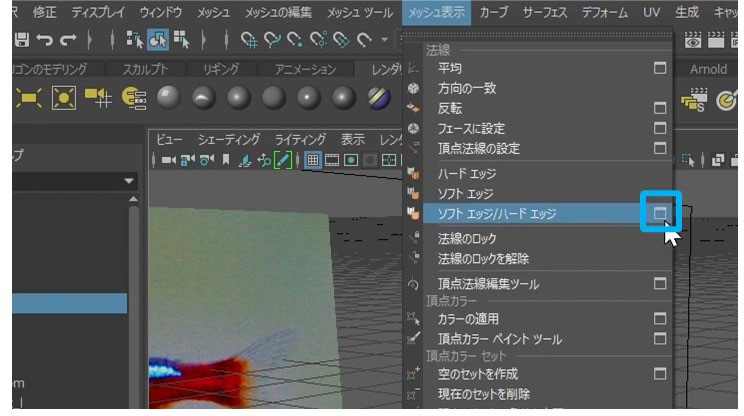 修正 ディスプレイ ウィンドウ メッシュ メッシュの編集 メッシュ ツール メッシュ表示 カーブ サーフェス デフォーム UV 生成 キャッ
ゴンのモデリング スカルプト リギング アニメーション レンダリ Arnold
法線
平均
方向の一致
反転
フェースに設定
頂点法線の設定
ハード エッジ
ソフト エッジ
ソフト エッジ/ハード エッジ
法線のロック
法線のロックを解除
頂点法線編集ツール
頂点カラー
カラーの適用
頂点カラー ペイント ツール
頂点カラー セット
空のセットを作成
現在のセットを削除
ビュー シェーディング ライティング 表示 レン
プ
om